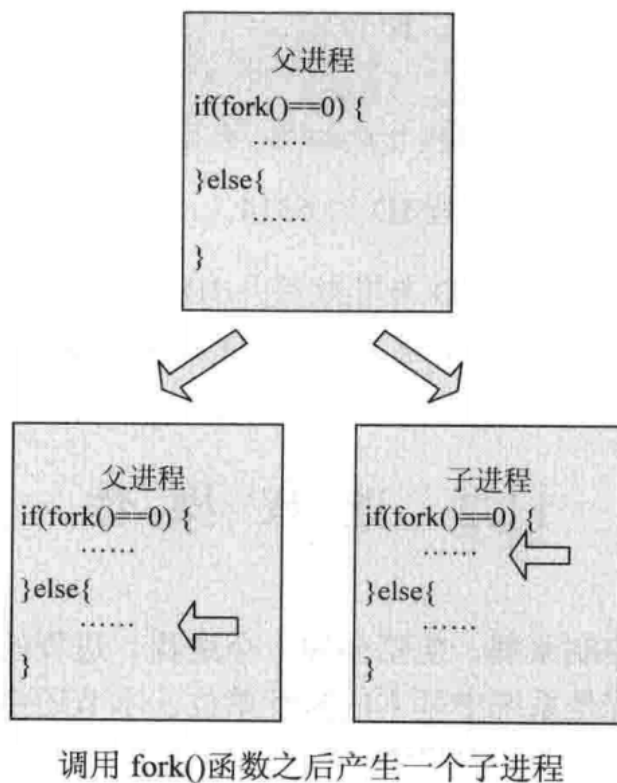 父进程
if(fork()==0) {
……
}else{
……
}
父进程
if(fork()==0) {
……
}else{
……
}
子进程
if(fork()==0) {
……
}else{
……
}
调用 fork()函数之后产生一个子进程